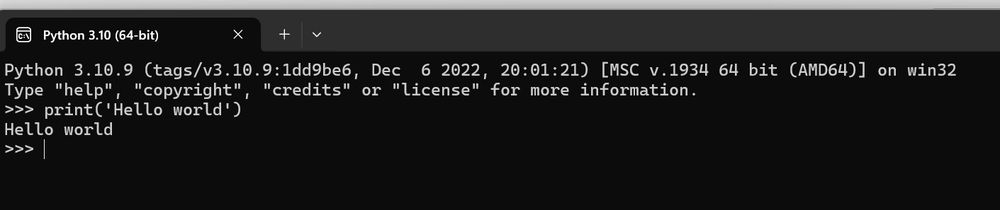 Python 3.10 (64-bit)
Python 3.10.9 (tags/v3.10.9:1dd9be6, Dec  6 2022, 20:01:21) [MSC v.1934 64 bit (AMD64)] on win32
Type "help", "copyright", "credits" or "license" for more information.
>>> print('Hello world')
Hello world
>>>